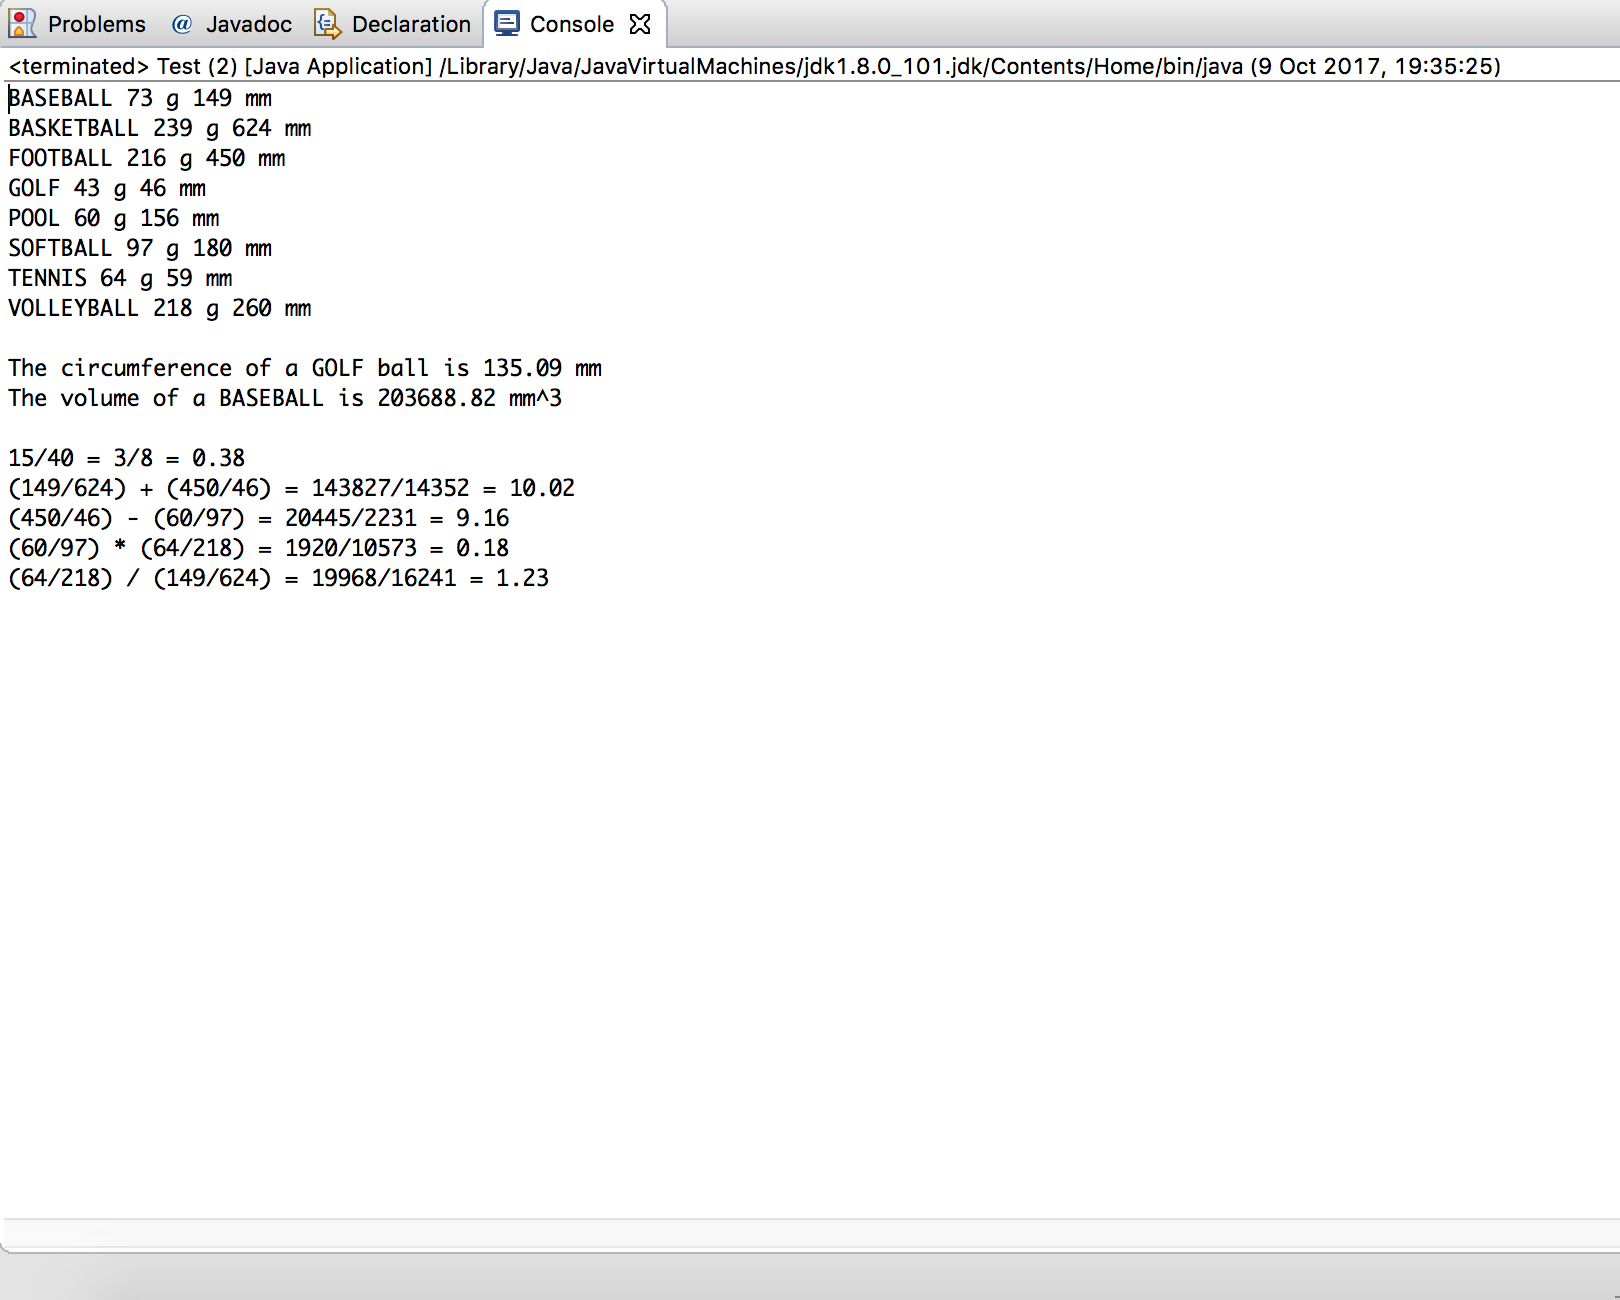 Problems @ Javadoc Declaration Console
<terminated> Test (2) [Java Application] /Library/Java/JavaVirtualMachines/jdk1.8.0_101.jdk/Contents/Home/bin/java (9 Oct 2017, 19:35:25)
BASEBALL 73 g 149 mm
BASKETBALL 239 g 624 mm
FOOTBALL 216 g 450 mm
GOLF 43 g 46 mm
POOL 60 g 156 mm
SOFTBALL 97 g 180 mm
TENNIS 64 g 59 mm
VOLLEYBALL 218 g 260 mm
The circumference of a GOLF ball is 135.09 mm
The volume of a BASEBALL is 203688.82 mm^3
15/40 = 3/8 = 0.38
(149/624) + (450/46) = 143827/14352 = 10.02
(450/46) - (60/97) = 20445/2231 = 9.16
(60/97) * (64/218) = 1920/10573 = 0.18
(64/218) / (149/624) = 19968/16241 = 1.23